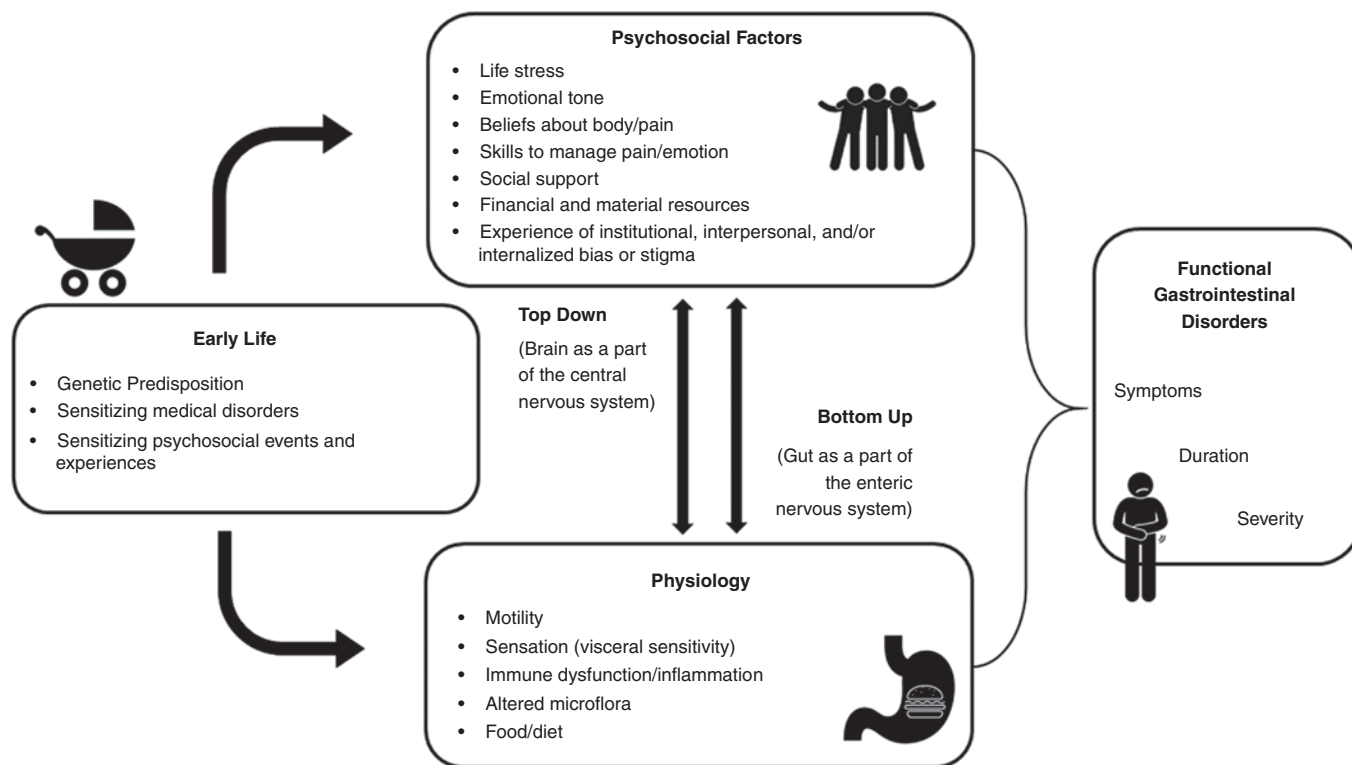 Psychosocial Factors
• Life stress
• Emotional tone
• Beliefs about body/pain
• Skills to manage pain/emotion
• Social support
• Financial and material resources
• Experience of institutional, interpersonal, and/or
internalized bias or stigma
Early Life
• Genetic Predisposition
• Sensitizing medical disorders
• Sensitizing psychosocial events and
experiences
Top Down
(Brain as a part
of the central
nervous system)
Bottom Up
(Gut as a part of
the enteric
nervous system)
Physiology
• Motility
• Sensation (visceral sensitivity)
• Immune dysfunction/inflammation
• Altered microflora
• Food/diet
Functional
Gastrointestinal
Disorders
Symptoms
Duration
Severity